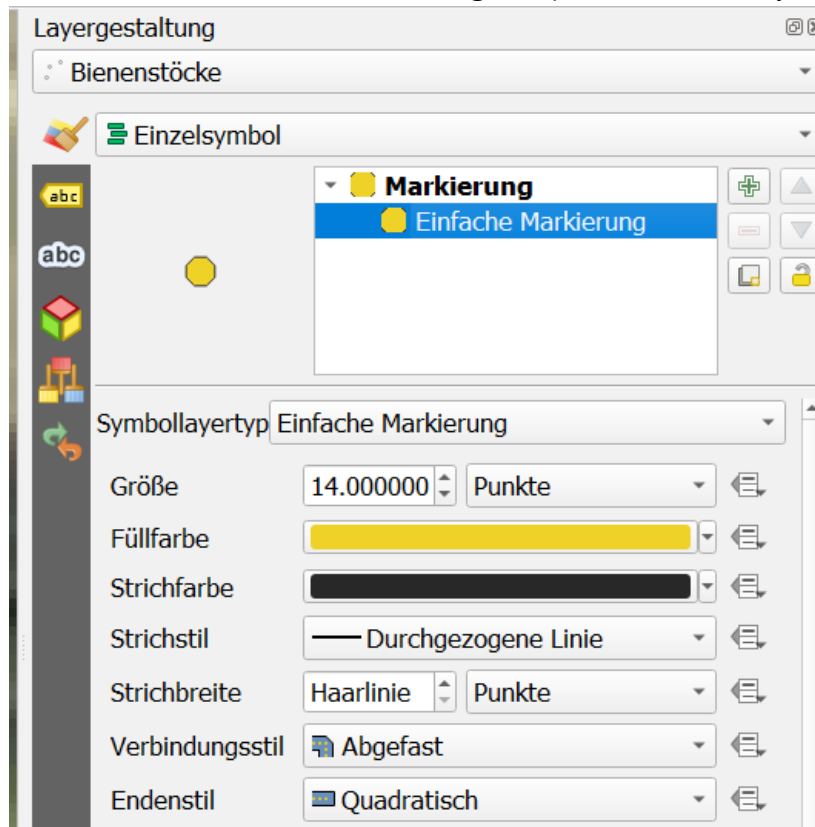 Layergestaltung
Bienenstöcke
Einzelsymbol
abc
abc
Markierung
Einfache Markierung
Symbollayertyp Einfache Markierung
Größe 14.000000 Punkte
Füllfarbe
Strichfarbe
Strichstil Durchgezogene Linie
Strichbreite Haarlinie Punkte
Verbindungsstil Abgefast
Endenstil Quadratisch